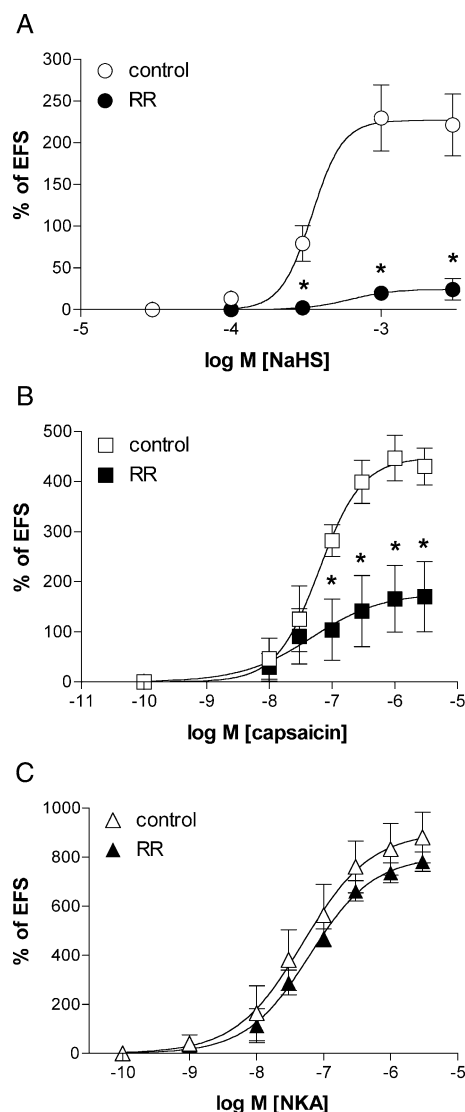 A
300
250
200
150
100
50
0
% of EFS
control
RR
*
*
*
-5
-4
-3
log M [NaHS]
B
500
400
300
200
100
0
% of EFS
control
RR
*
*
*
*
-11
-10
-9
-8
-7
-6
-5
log M [capsaicin]
C
1000
800
600
400
200
0
% of EFS
control
RR
-10
-9
-8
-7
-6
-5
log M [NKA]